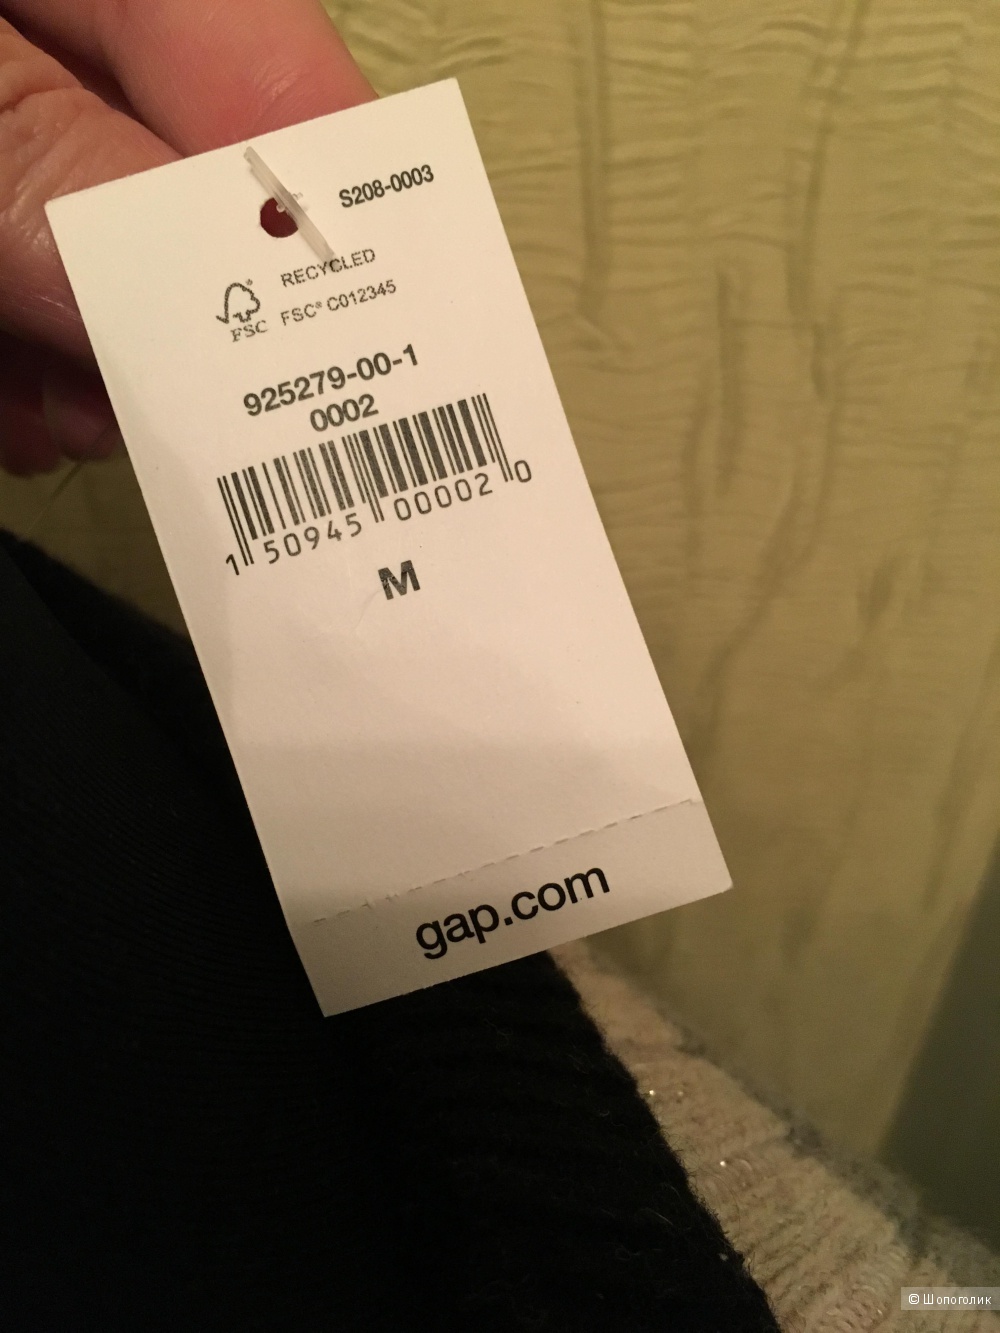 S208-0003
RECYCLED
FSC® C012345
FSC
925279-00-1
0002
1 50945 00002 0
M
gap.com
© Шопоголик